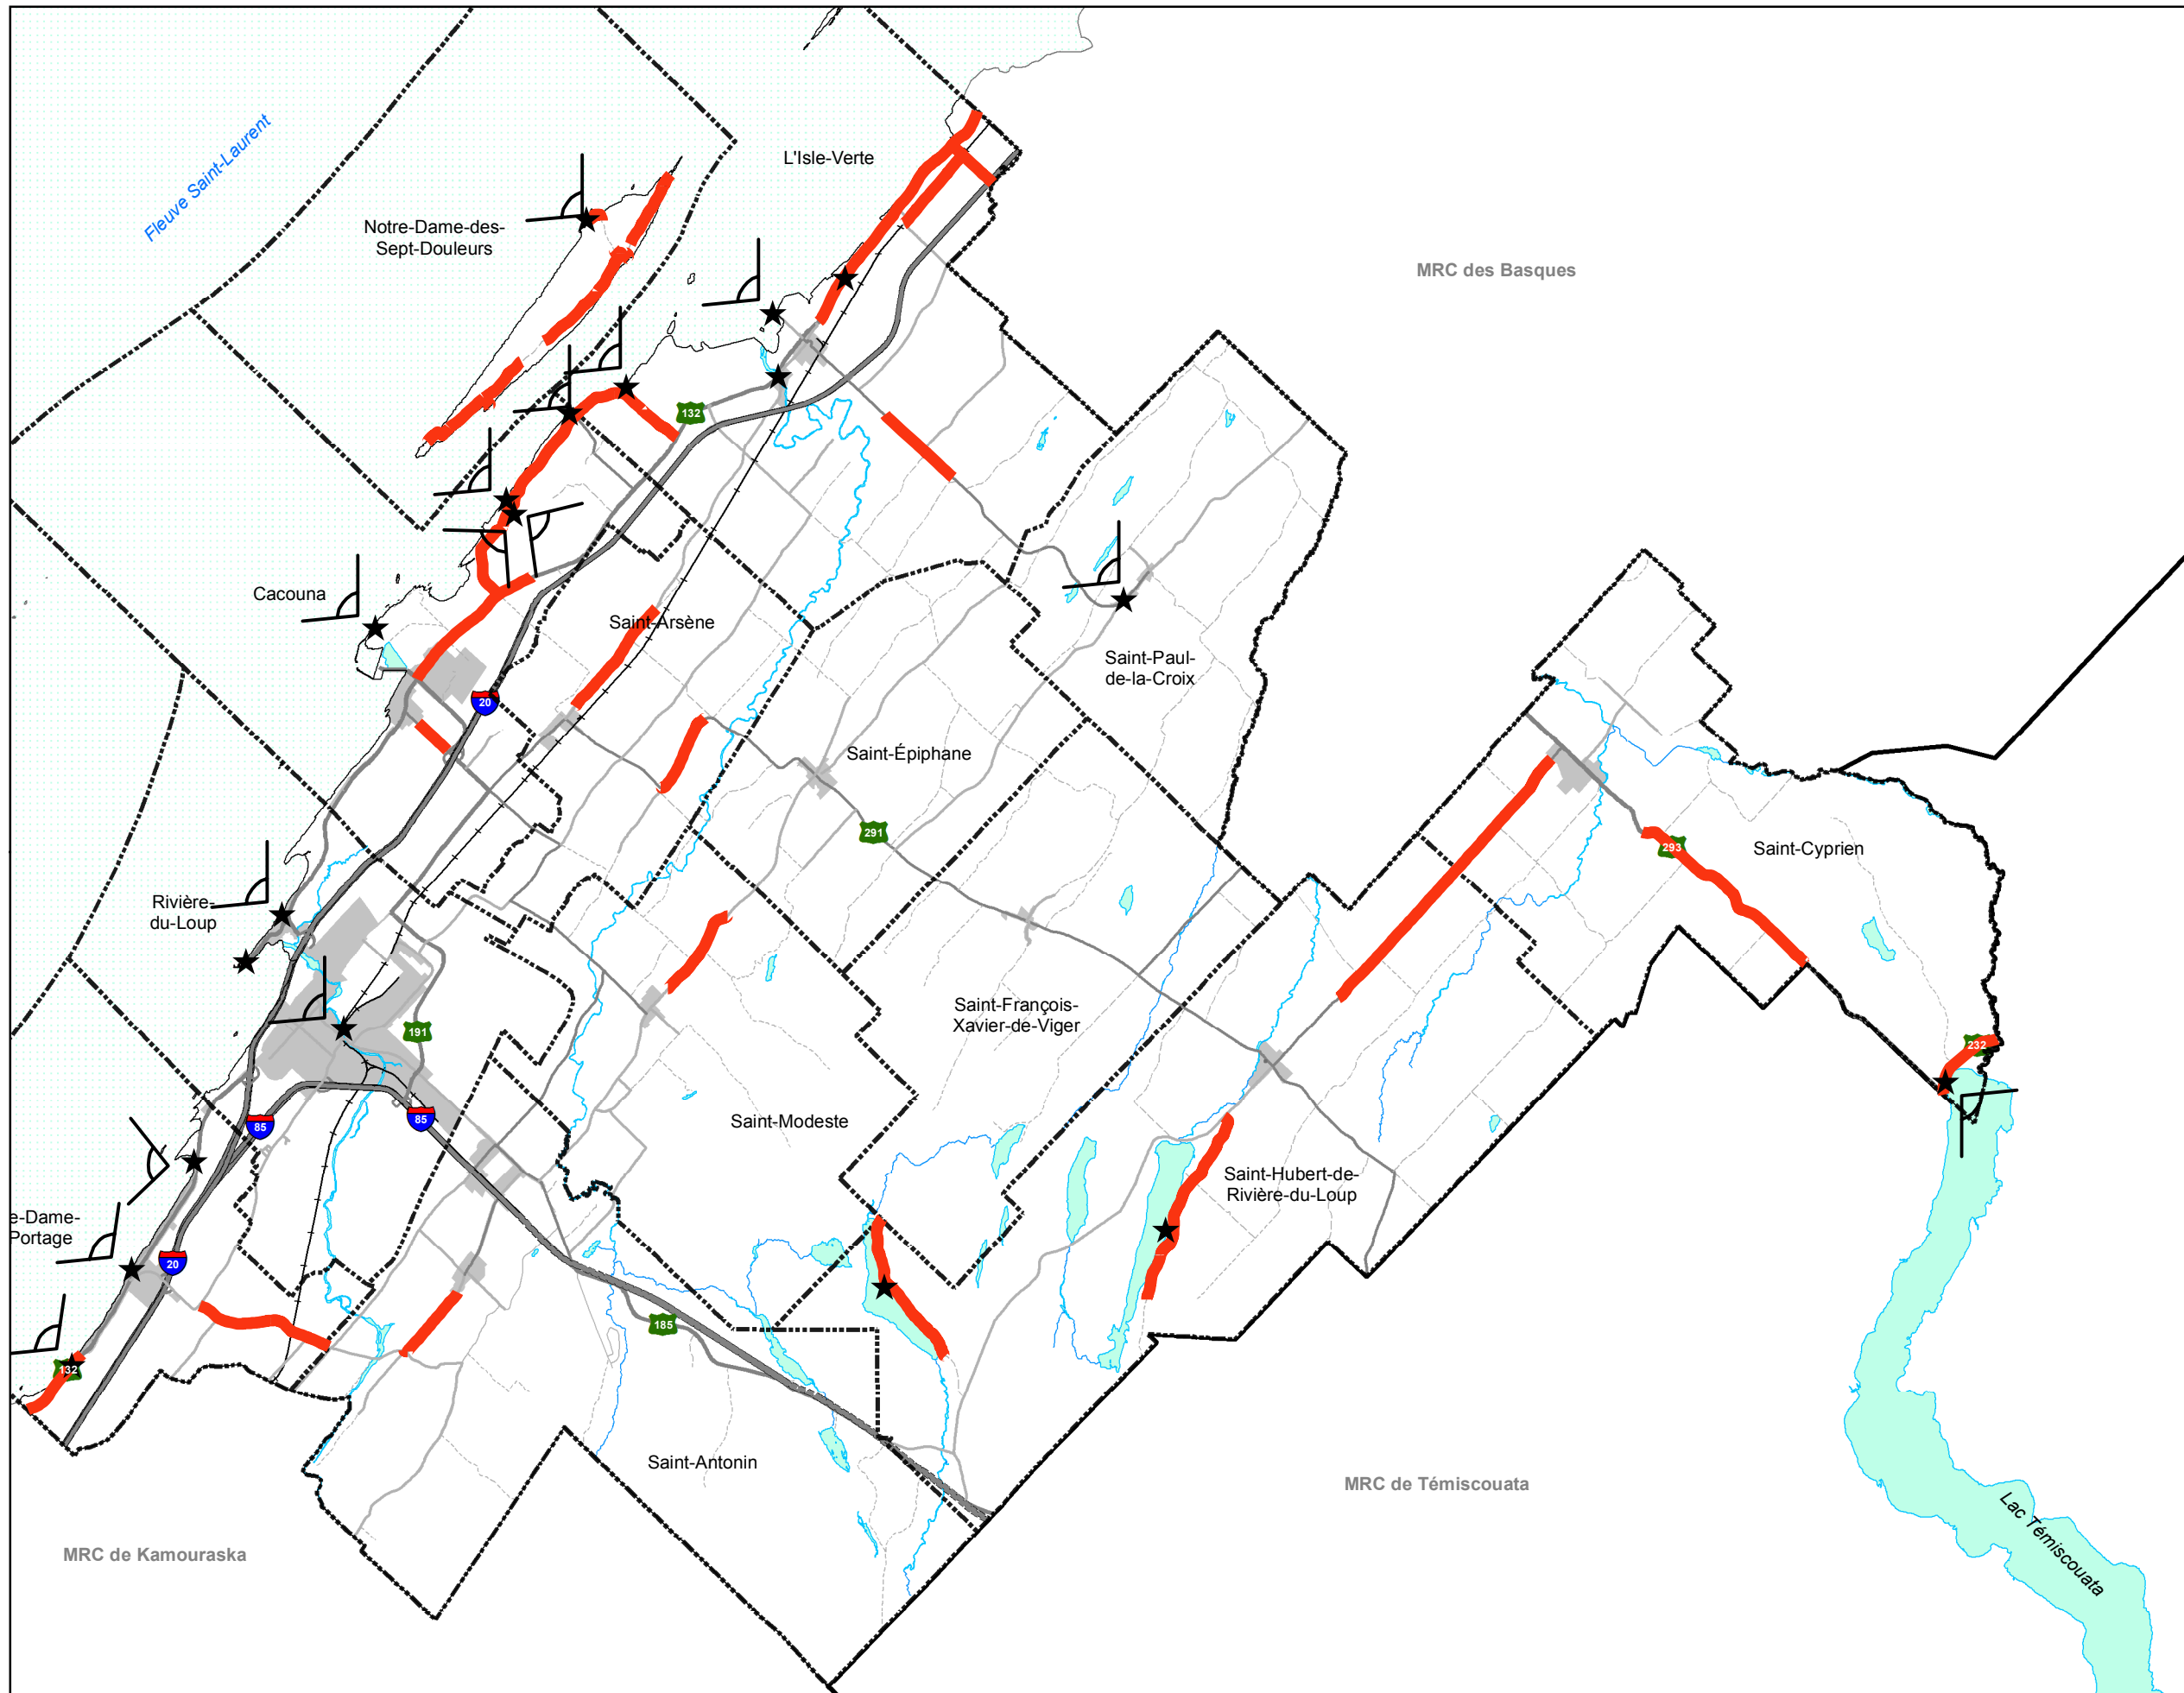 L'Isle-Verte
Fleuve Saint-Laurent
Notre-Dame-des-
Sept-Douleurs
MRC des Basques
132
Cacouna
Saint-Arsène
Saint-Paul-
de-la-Croix
20
Saint-Épiphane
291
293
Saint-Cyprien
Rivière-
du-Loup
Saint-François-
Xavier-de-Viger
191
232
85
85
Saint-Modeste
Saint-Hubert-de-
Rivière-du-Loup
e-Dame-
Portage
20
185
132
Saint-Antonin
MRC de Témiscouata
Lac Témiscouata
MRC de Kamouraska